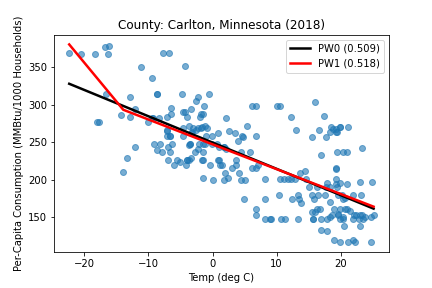 County: Carlton, Minnesota (2018)
PW0 (0.509)
PW1 (0.518)
Per-Capita Consumption (MMBtu/1000 Households)
350
300
250
200
150
−20
−10
0
10
20
Temp (deg C)